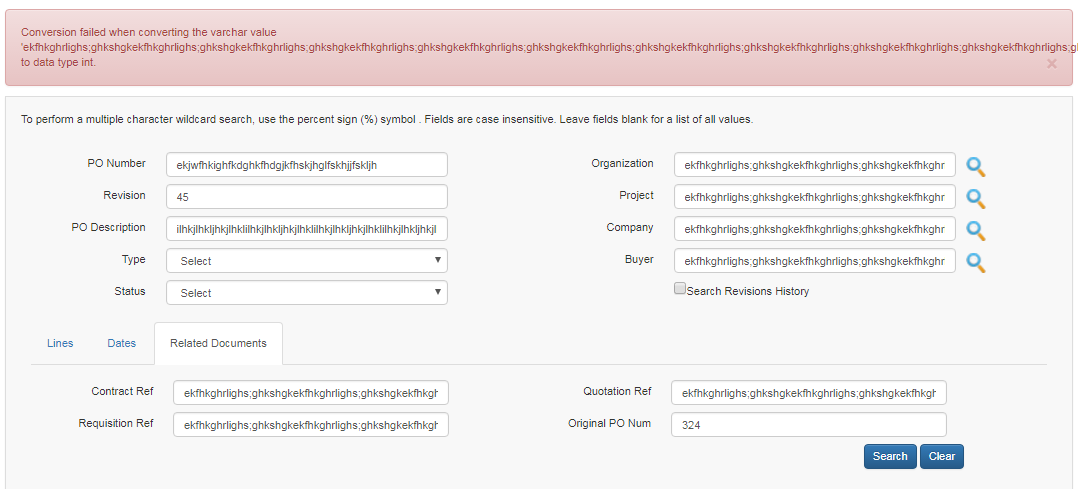 Conversion failed when converting the varchar value
'ekfhkghrlighs;ghkshgkekfhkghrlighs;ghkshgkekfhkghrlighs;ghkshgkekfhkghrlighs;ghkshgkekfhkghrlighs;ghkshgkekfhkghrlighs;ghkshgkekfhkghrlighs;ghkshgkekfhkghrlighs;ghkshgkekfhkghrlighs;ghkshgkekfhkghrlighs;g
to data type int.
×
To perform a multiple character wildcard search, use the percent sign (%) symbol . Fields are case insensitive. Leave fields blank for a list of all values.
PO Number ekjwfhkighfkdghkfhdgjkfhskjhglfskhjjfskljh Organization ekfhkghrlighs;ghkshgkekfhkghrlighs;ghkshgkekfhkghr
Revision 45 Project ekfhkghrlighs;ghkshgkekfhkghrlighs;ghkshgkekfhkghr
PO Description ilhkjlhkljhkjlhklilhkjlhkljhkjlhklilhkjlhkljhkjlhklilhkjlhkljhkjl Company ekfhkghrlighs;ghkshgkekfhkghrlighs;ghkshgkekfhkghr
Type Select Buyer ekfhkghrlighs;ghkshgkekfhkghrlighs;ghkshgkekfhkghr
Status Select Search Revisions History
Lines Dates Related Documents
Contract Ref ekfhkghrlighs;ghkshgkekfhkghrlighs;ghkshgkekfhkgh Quotation Ref ekfhkghrlighs;ghkshgkekfhkghrlighs;ghkshgkekfhkgh
Requisition Ref ekfhkghrlighs;ghkshgkekfhkghrlighs;ghkshgkekfhkgh Original PO Num 324
Search Clear